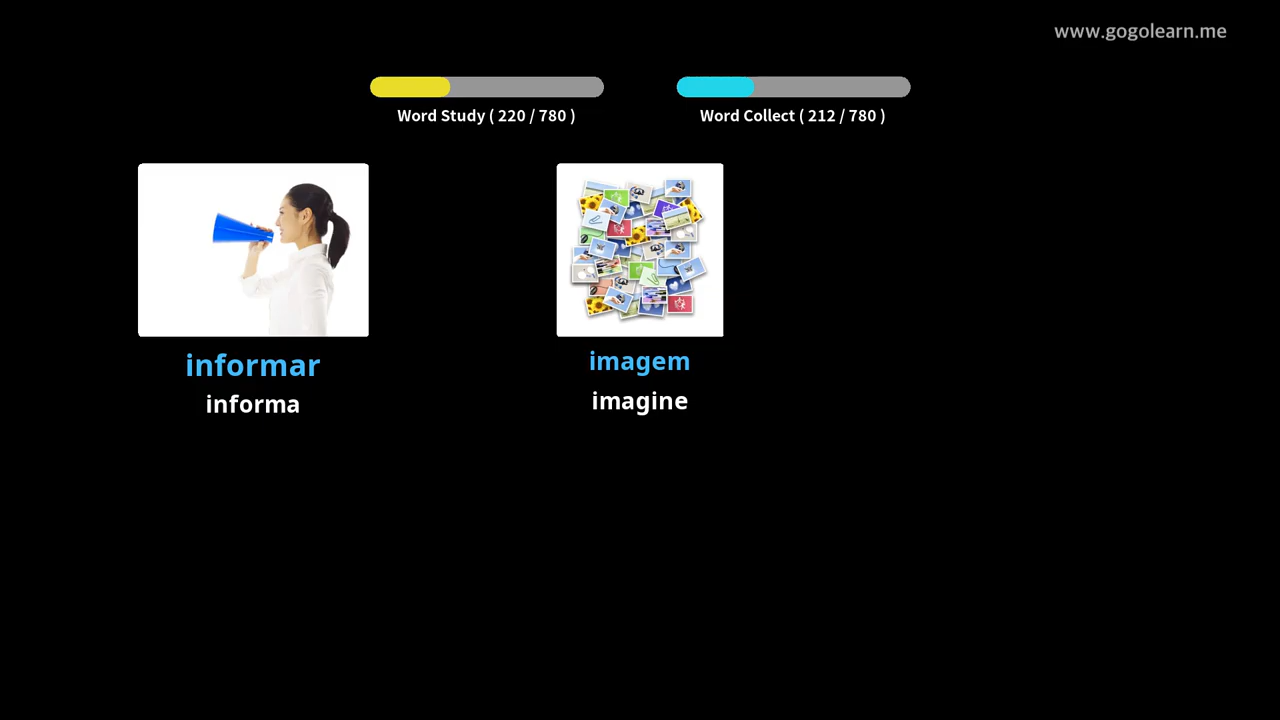 www.gogolearn.me
Word Study ( 220 / 780 )
Word Collect ( 212 / 780 )
informar
informa
imagem
imagine